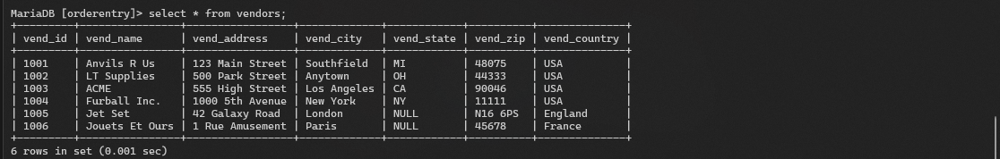 MariaDB [orderentry]> select * from vendors;
+---------+----------------+-----------------+-------------+------------+----------+--------------+
| vend_id | vend_name      | vend_address    | vend_city   | vend_state | vend_zip | vend_country |
+---------+----------------+-----------------+-------------+------------+----------+--------------+
| 1001    | Anvils R Us    | 123 Main Street | Southfield  | MI         | 48075    | USA          |
| 1002    | LT Supplies    | 500 Park Street | Anytown     | OH         | 44333    | USA          |
| 1003    | ACME           | 555 High Street | Los Angeles | CA         | 90046    | USA          |
| 1004    | Furball Inc.   | 1000 5th Avenue | New York    | NY         | 11111    | USA          |
| 1005    | Jet Set        | 42 Galaxy Road  | London      | NULL       | N16 6PS  | England      |
| 1006    | Jouets Et Ours | 1 Rue Amusement | Paris       | NULL       | 45678    | France       |
+---------+----------------+-----------------+-------------+------------+----------+--------------+
6 rows in set (0.001 sec)